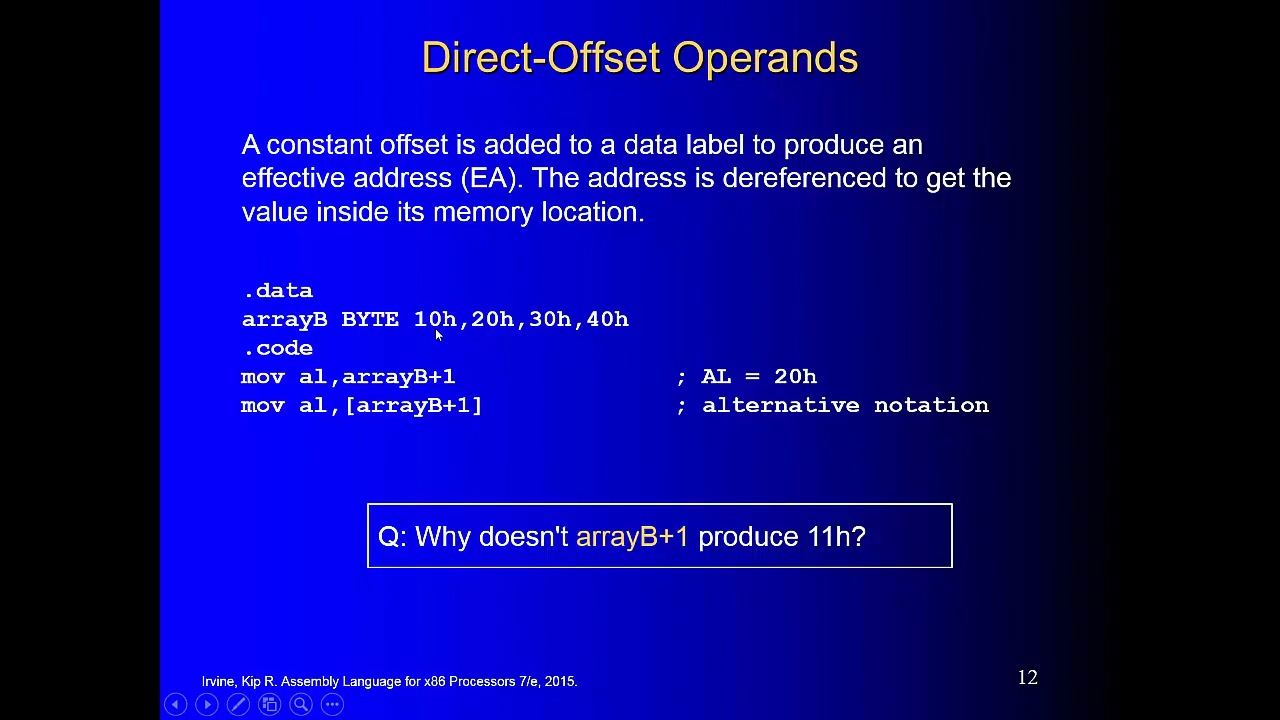 Direct-Offset Operands
A constant offset is added to a data label to produce an
effective address (EA). The address is dereferenced to get the
value inside its memory location.
.data
arrayB BYTE 10h,20h,30h,40h
.code
mov al,arrayB+1 ; AL = 20h
mov al,[arrayB+1] ; alternative notation
Q: Why doesn't arrayB+1 produce 11h?
Irvine, Kip R. Assembly Language for x86 Processors 7/e, 2015.
12